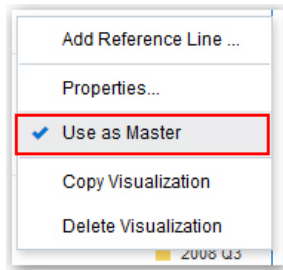 Add Reference Line ...
Properties...
Use as Master
Copy Visualization
Delete Visualization
2008 Q3